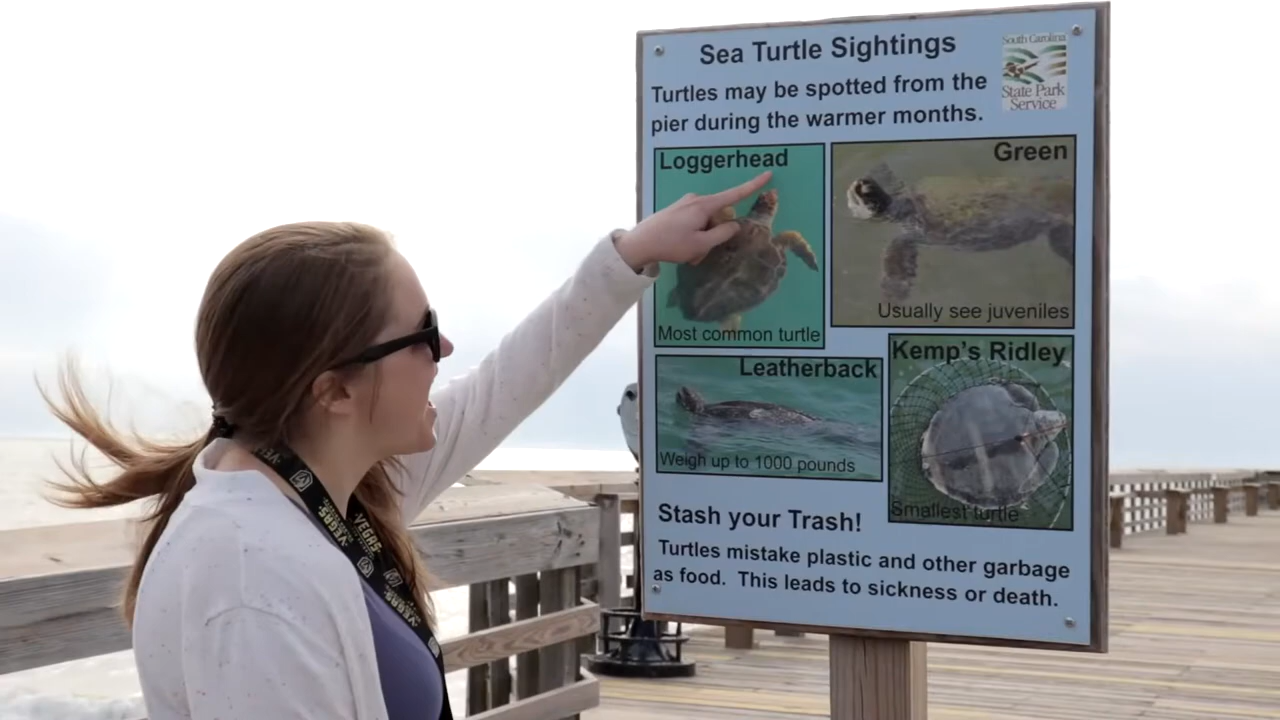 Sea Turtle Sightings
South Carolina
State Park
Service
Turtles may be spotted from the
pier during the warmer months.
Loggerhead
Most common turtle
Green
Usually see juveniles
Leatherback
Weigh up to 1000 pounds
Kemp's Ridley
Smallest turtle
Stash your Trash!
Turtles mistake plastic and other garbage
as food. This leads to sickness or death.
VEGAS
VEGAS